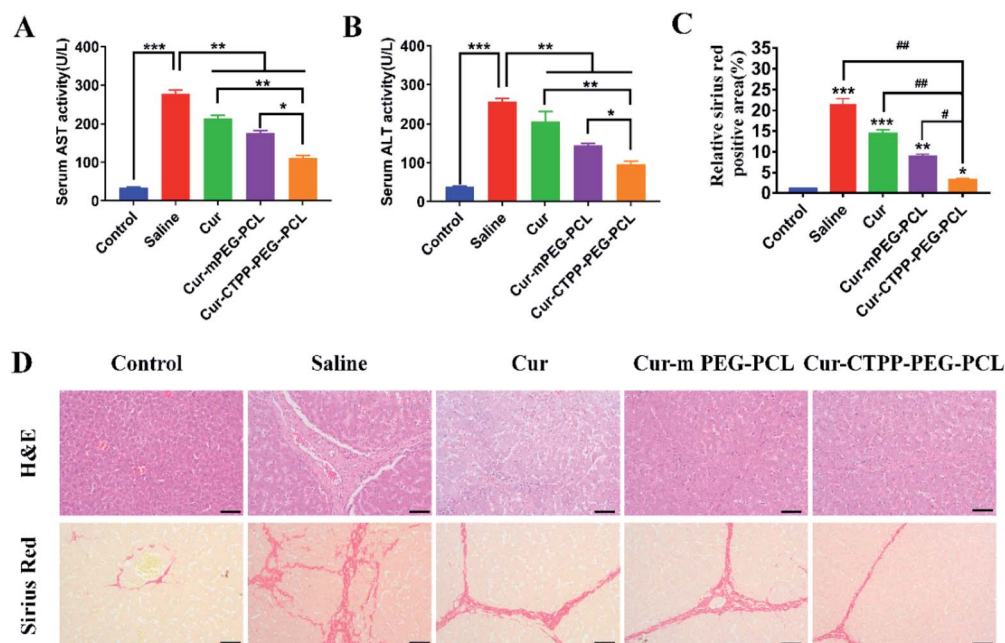 A
Serum AST activity(U/L)
400
300
200
100
0
***
**
**
*
Control
Saline
Cur
Cur-mPEG-PCL
Cur-CTPP-PEG--PCL
B
Serum ALT activity(U/L)
400
300
200
100
0
***
**
**
*
Control
Saline
Cur
Cur-mPEG-PCL
Cur-CTPP-PEG-PCL
C
Relative sirius red
positive area(%)
35
30
25
20
15
10
5
0
##
##
#
***
***
**
*
Control
Saline
Cur
Cur-mPEG-PCL
Cur-CTPP-PEG-PCL
D
Control Saline Cur Cur-m PEG-PCL Cur-CTPP-PEG-PCL
H&E
Sirius Red